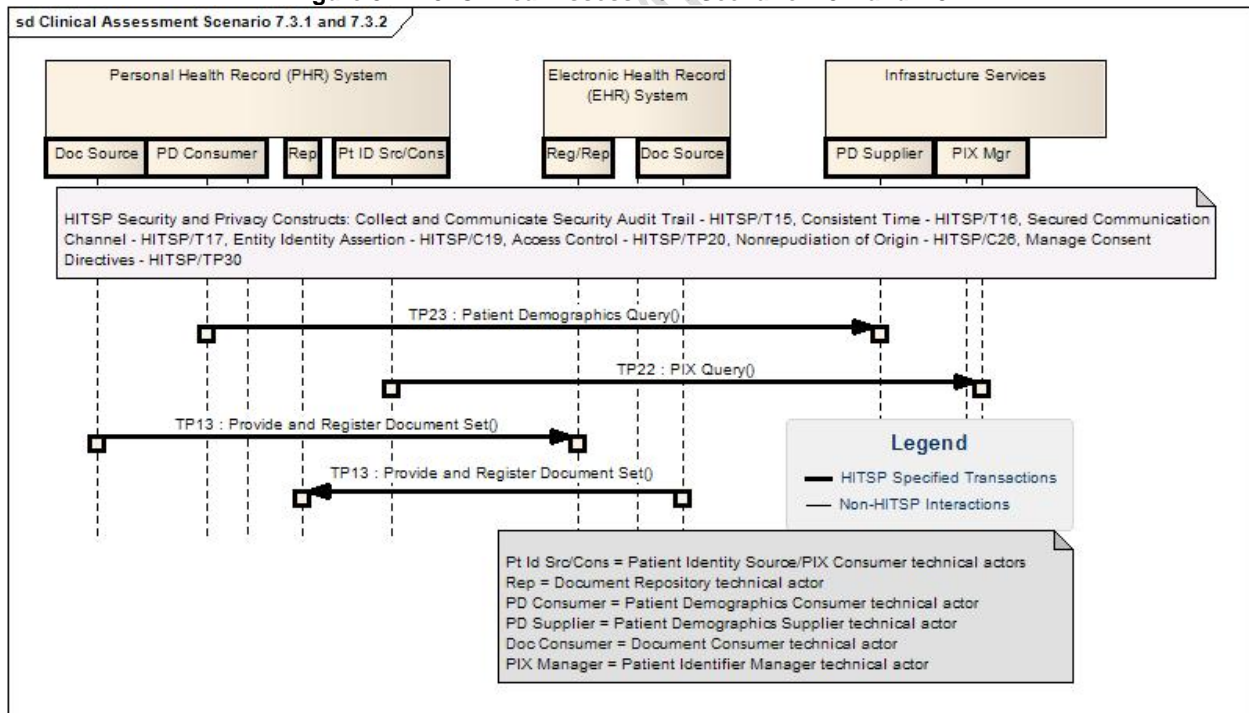 sd Clinical Assessment Scenario 7.3.1 and 7.3.2
Personal Health Record (PHR) System
Electronic Health Record
(EHR) System
Infrastructure Services
Doc Source
PD Consumer
Rep
Pt ID Src/Cons
Reg/Rep
Doc Source
PD Supplier
PIX Mgr
HITSP Security and Privacy Constructs: Collect and Communicate Security Audit Trail - HITSP/T15, Consistent Time - HITSP/T16, Secured Communication
Channel - HITSP/T17, Entity Identity Assertion - HITSP/C19, Access Control - HITSP/TP20, Nonrepudiation of Origin - HITSP/C26, Manage Consent
Directives - HITSP/TP30
TP23 : Patient Demographics Query()
TP22 : PIX Query()
TP13 : Provide and Register Document Set()
TP13 : Provide and Register Document Set()
Legend
HITSP Specified Transactions
Non-HITSP Interactions
Pt Id Src/Cons = Patient Identity Source/PIX Consumer technical actors
Rep = Document Repository technical actor
PD Consumer = Patient Demographics Consumer technical actor
PD Supplier = Patient Demographics Supplier technical actor
Doc Consumer = Document Consumer technical actor
PIX Manager = Patient Identifier Manager technical actor